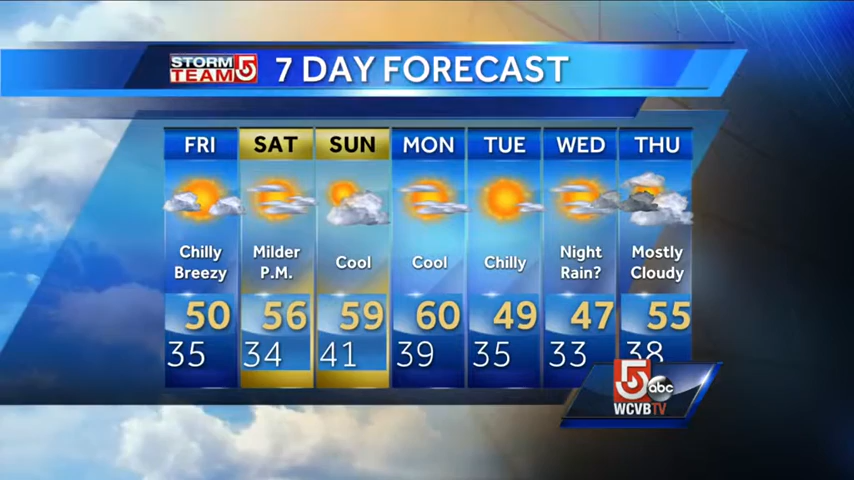 STORM
TEAM 5
7 DAY FORECAST
FRI SAT SUN MON TUE WED THU
Chilly Breezy
Milder P.M.
Cool
Cool
Chilly
Night Rain?
Mostly Cloudy
50 56 59 60 49 47 55
35 34 41 39 35 33 38
5 abc
WCVBTV